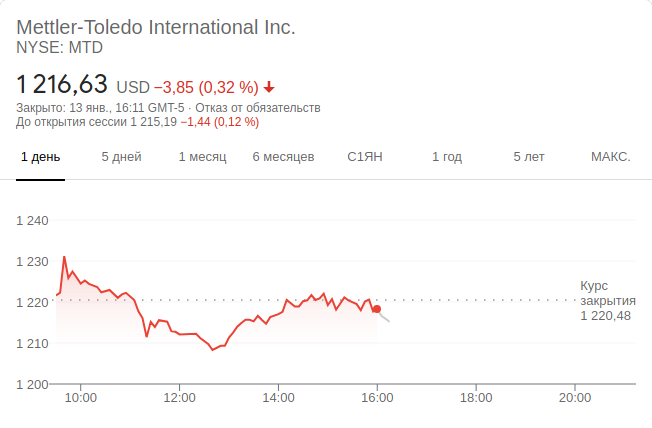 Mettler-Toledo International Inc.
NYSE: MTD
1 216,63 USD −3,85 (0,32 %)
Закрыто: 13 янв., 16:11 GMT-5 · Отказ от обязательств
До открытия сессии 1 215,19 −1,44 (0,12 %)
1 день 5 дней 1 месяц 6 месяцев С1ЯН 1 год 5 лет МАКС.
1 240
1 230
1 220
1 210
1 200
Курс
закрытия
1 220,48
10:00 12:00 14:00 16:00 18:00 20:00